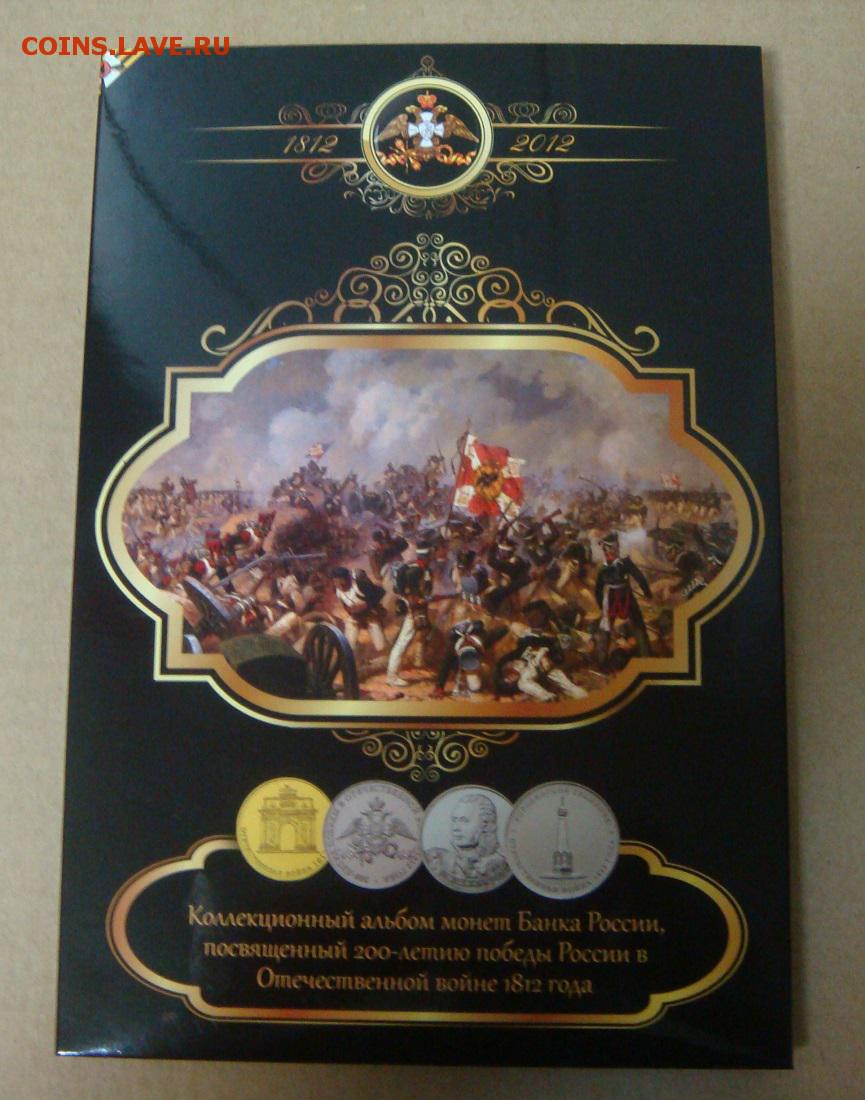 COINS.LAVE.RU
1812 2012
Коллекционный альбом монет Банка России,
посвященный 200-летию победы России в
Отечественной войне 1812 года